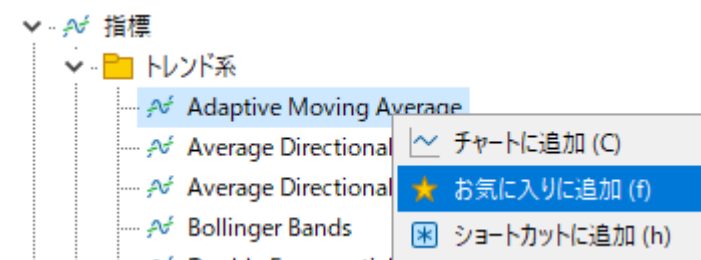 指標
トレンド系
Adaptive Moving Average
Average Directional
チャートに追加 (C)
Average Directional
お気に入りに追加 (f)
Bollinger Bands
ショートカットに追加 (h)